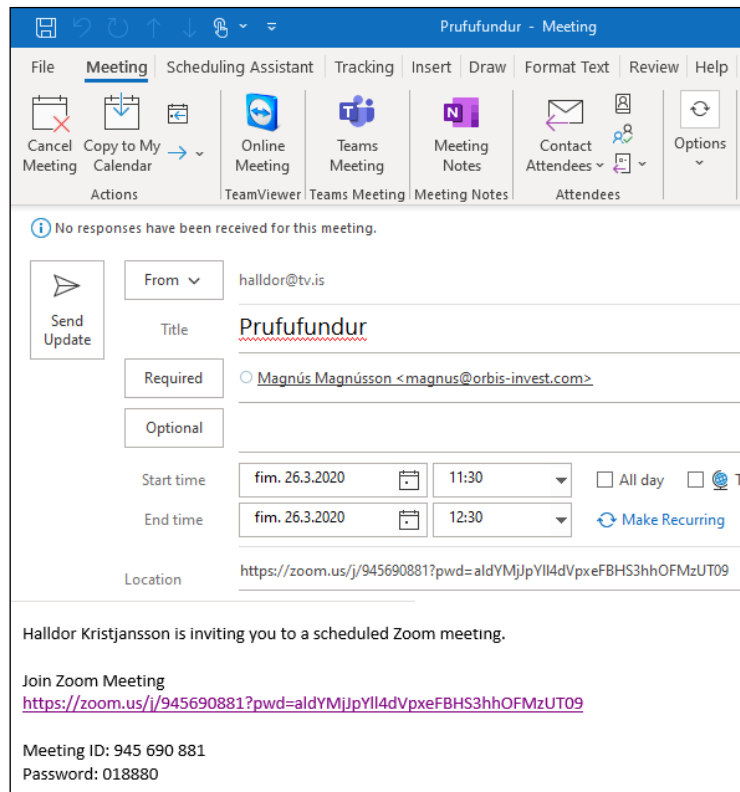 Prufufundur - Meeting
File Meeting Scheduling Assistant Tracking Insert Draw Format Text Review Help
Cancel Meeting
Copy to My Calendar
Online Meeting
Teams Meeting
Meeting Notes
Contact Attendees
Options
Actions TeamViewer Teams Meeting Meeting Notes Attendees
No responses have been received for this meeting.
Send Update
From halldor@tv.is
Title Prufufundur
Required Magnús Magnússon <magnus@orbis-invest.com>
Optional
Start time fim. 26.3.2020 11:30 All day T
End time fim. 26.3.2020 12:30 Make Recurring
Location https://zoom.us/j/945690881?pwd=aldYMjJpYll4dVpxeFBHS3hhOFMzUT09
Halldor Kristjansson is inviting you to a scheduled Zoom meeting.
Join Zoom Meeting
https://zoom.us/j/945690881?pwd=aldYMjJpYll4dVpxeFBHS3hhOFMzUT09
Meeting ID: 945 690 881
Password: 018880